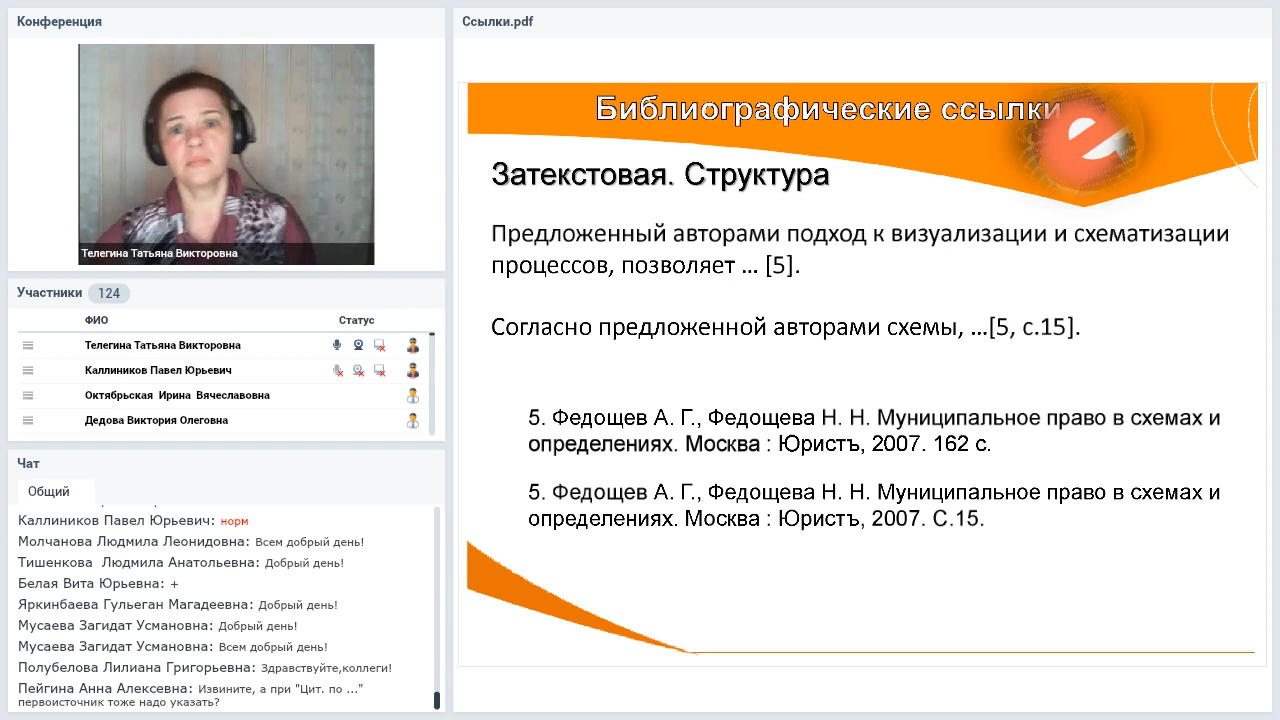 Конференция
Телегина Татьяна Викторовна
Участники 124
ФИО Статус
Телегина Татьяна Викторовна
Каллиников Павел Юрьевич
Октябрьская Ирина Вячеславовна
Дедова Виктория Олеговна
Чат
Общий
Каллиников Павел Юрьевич: норм
Молчанова Людмила Леонидовна: Всем добрый день!
Тишенкова Людмила Анатольевна: Добрый день!
Белая Вита Юрьевна: +
Яркинбаева Гульеган Магадеевна: Добрый день!
Мусаева Загидат Усмановна: Добрый день!
Мусаева Загидат Усмановна: Всем добрый день!
Полубелова Лилиана Григорьевна: Здравствуйте,коллеги!
Пейгина Анна Алексевна: Извините, а при "Цит. по ..."
первоисточник тоже надо указать?
Ссылки.pdf
Библиографические ссылки
Затекстовая. Структура
Предложенный авторами подход к визуализации и схематизации
процессов, позволяет ... [5].
Согласно предложенной авторами схемы, ...[5, с.15].
5. Федощев А. Г., Федощева Н. Н. Муниципальное право в схемах и
определениях. Москва : Юристъ, 2007. 162 с.
5. Федощев А. Г., Федощева Н. Н. Муниципальное право в схемах и
определениях. Москва : Юристъ, 2007. С.15.